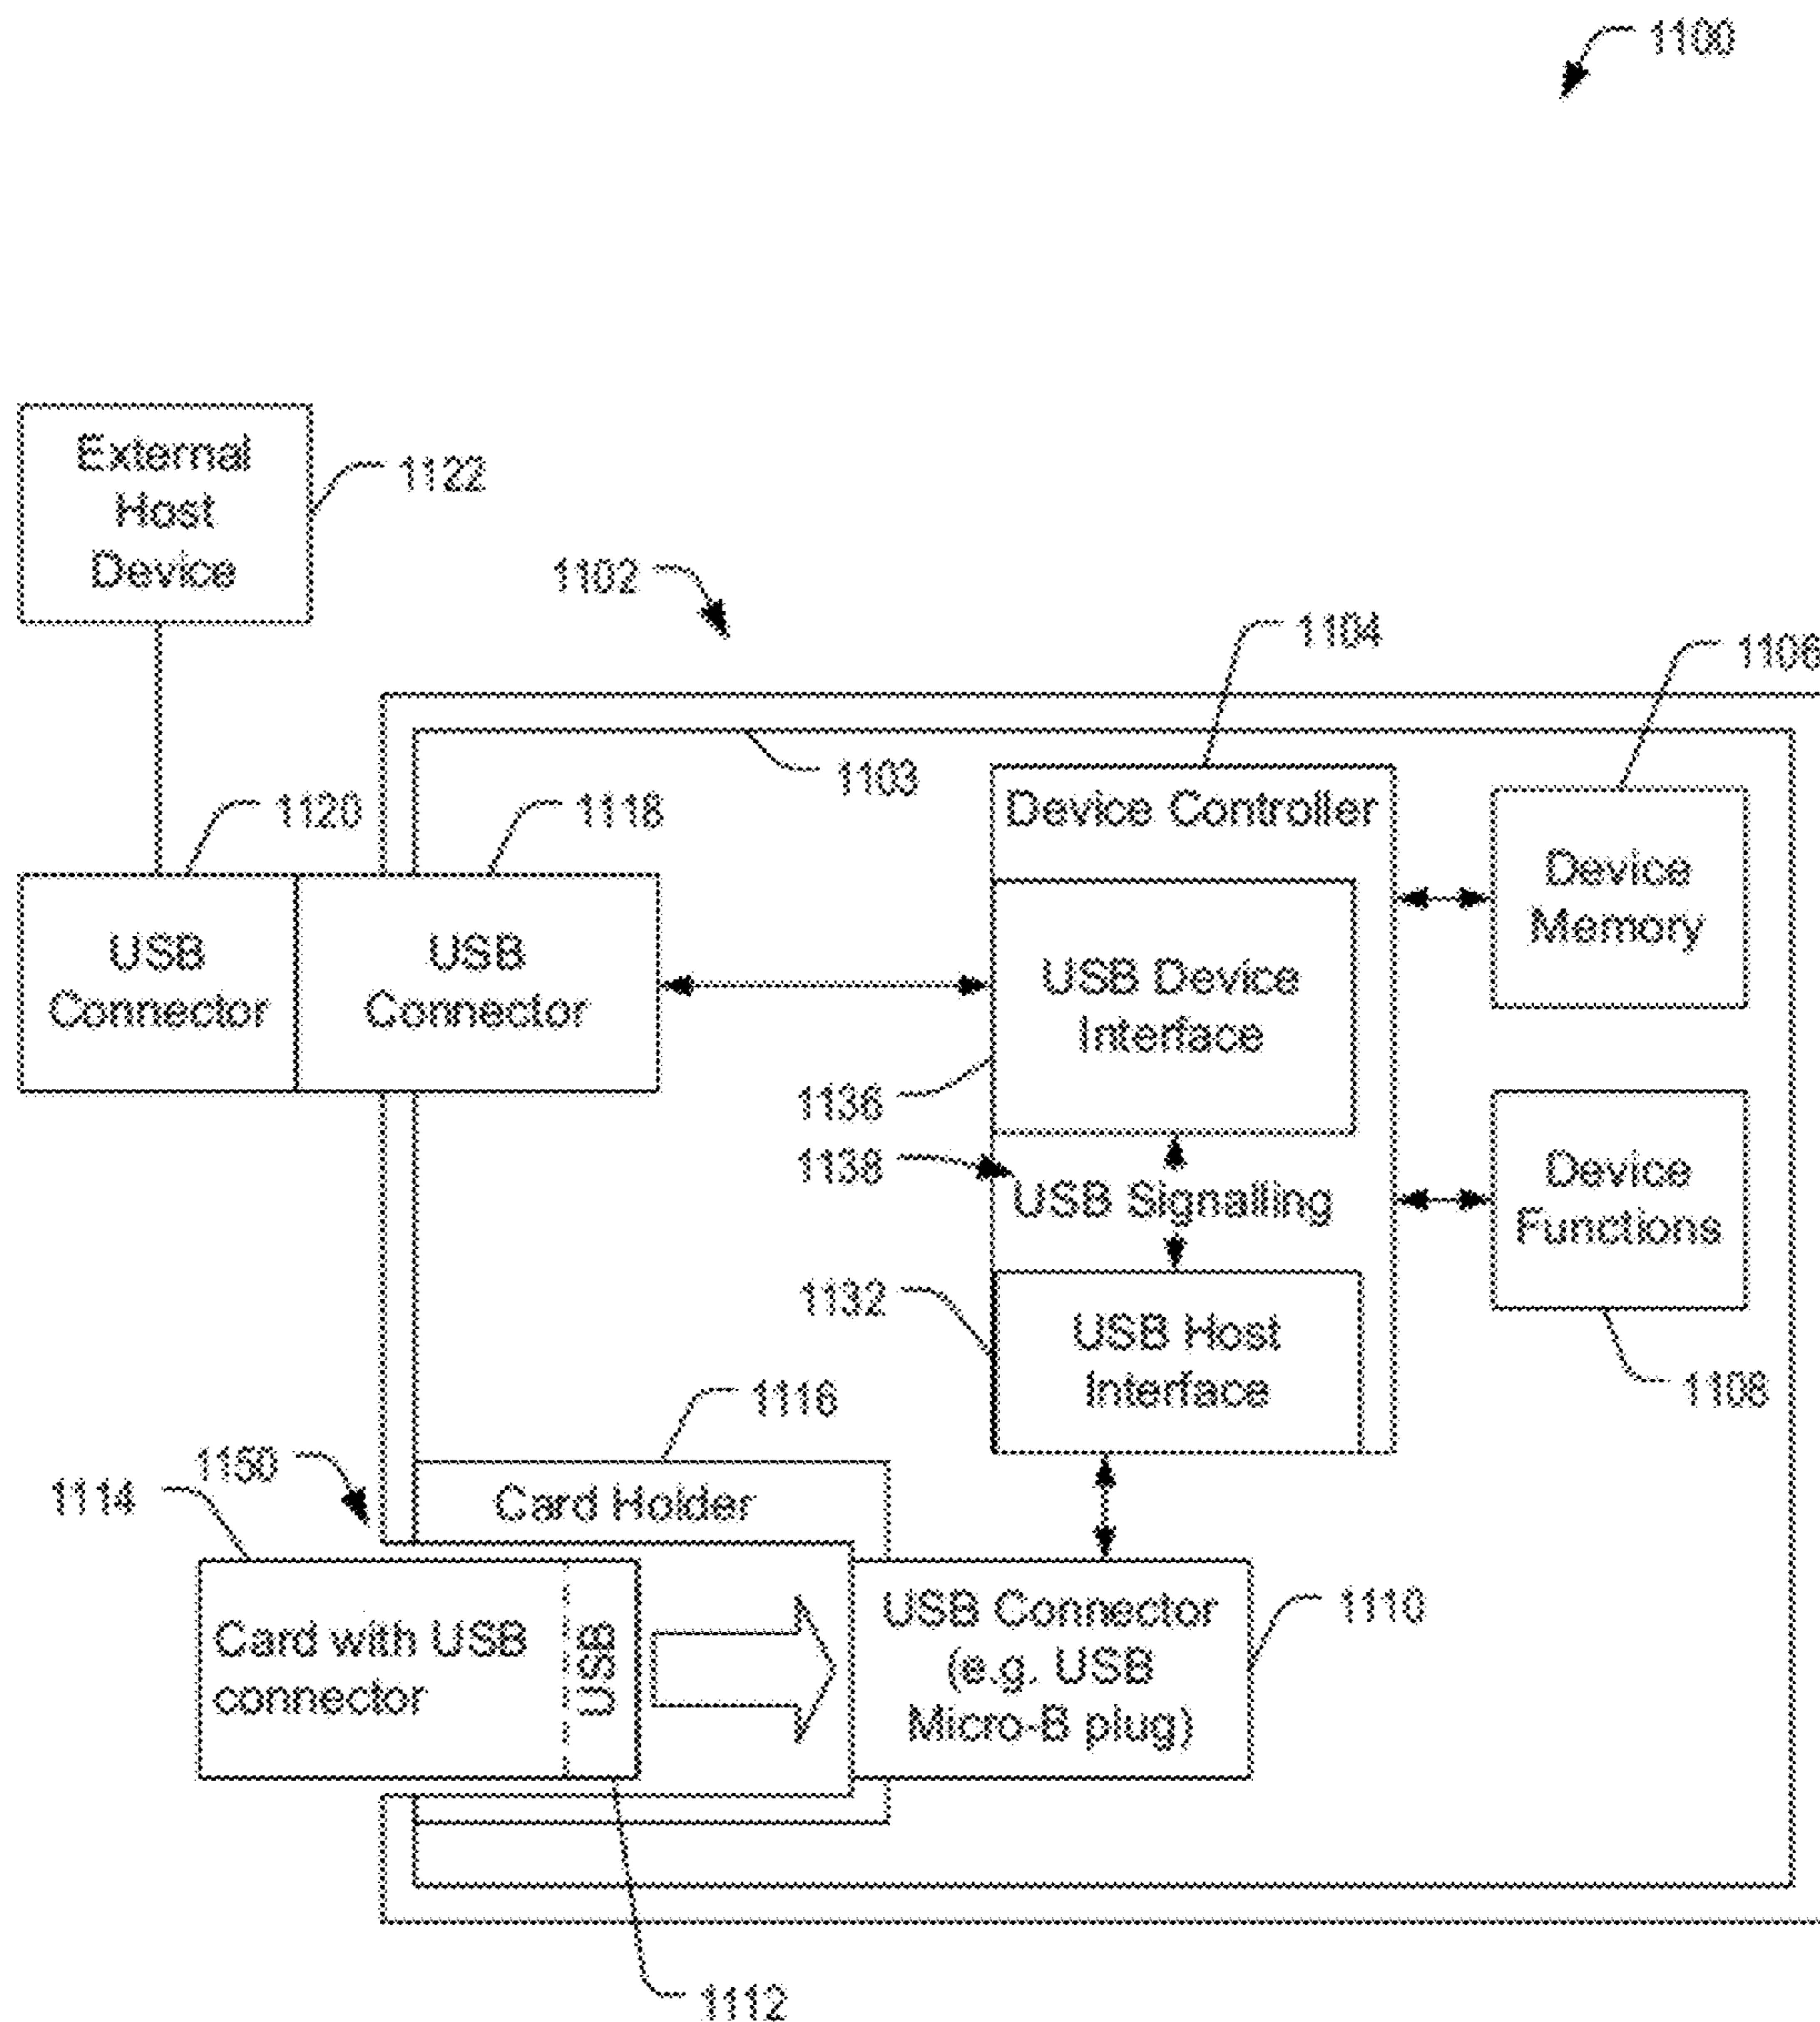 1100
External
Host
Device
1122
1102
1104
1106
1103
1120
1118
Device Controller
Device
Memory
USB
Connector
USB
Connector
USB Device
Interface
1136
1138
USB Signalling
Device
Functions
1132
USB Host
Interface
1108
1116
1150
1114
Card Holder
Card with USB
connector
USB
USB Connector
(e.g. USB
Micro-B plug)
1110
1112